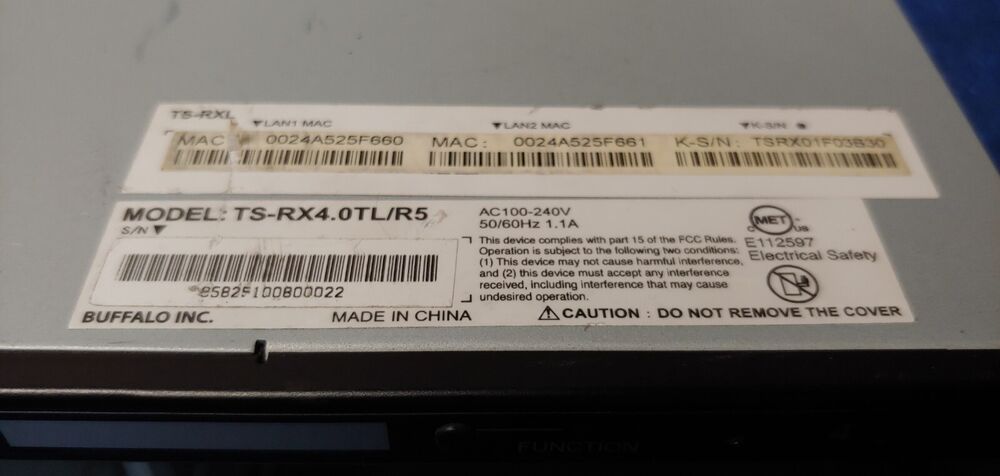 TS-RXL
▼LAN1 MAC ▼LAN2 MAC ▼K-S/N
MAC: 0024A525F660 MAC: 0024A525F661 K-S/N: TSRX01F03B30
MODEL: TS-RX4.0TL/R5
S/N▼
85B2F100800022
BUFFALO INC. MADE IN CHINA
AC100-240V
50/60Hz 1.1A
This device complies with part 15 of the FCC Rules.
Operation is subject to the following two conditions:
(1) This device may not cause harmful interference,
and (2) this device must accept any interference
received, including interference that may cause
undesired operation.
C MET US
E112597
Electrical Safety
⚠CAUTION : DO NOT REMOVE THE COVER
FUNCTION